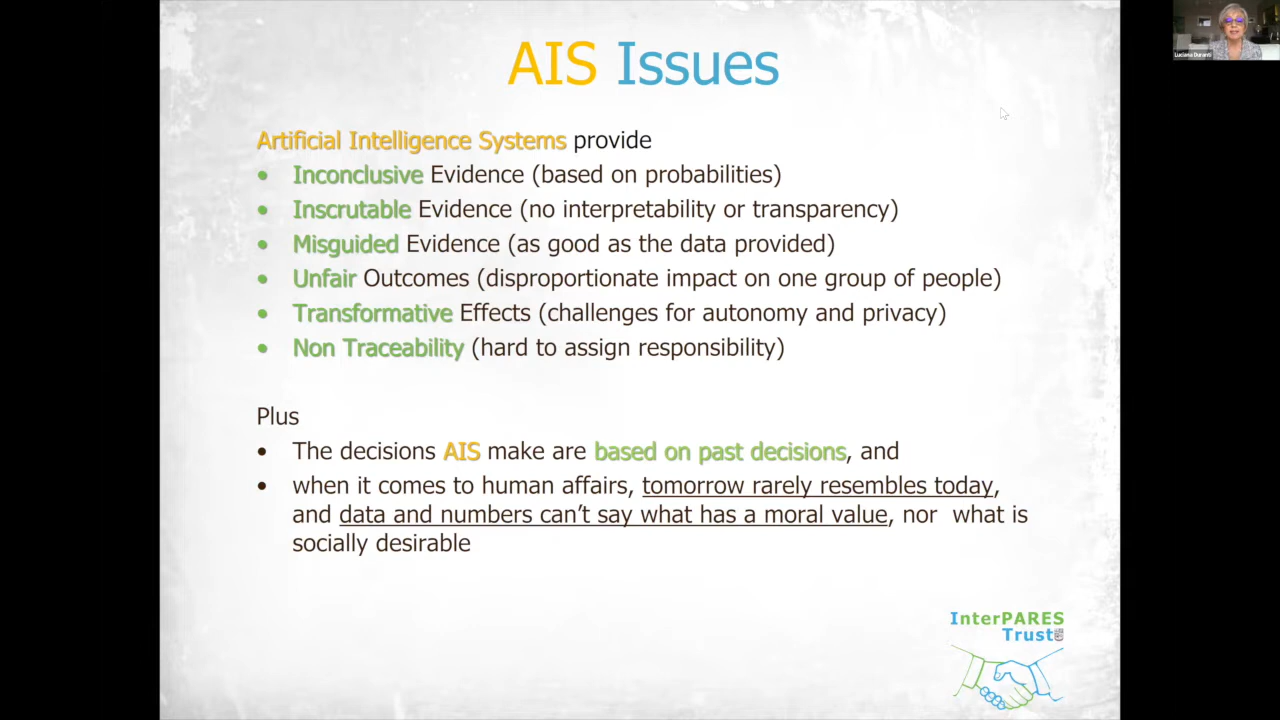 AIS Issues
Luciana Duranti
Artificial Intelligence Systems provide
• Inconclusive Evidence (based on probabilities)
• Inscrutable Evidence (no interpretability or transparency)
• Misguided Evidence (as good as the data provided)
• Unfair Outcomes (disproportionate impact on one group of people)
• Transformative Effects (challenges for autonomy and privacy)
• Non Traceability (hard to assign responsibility)
Plus
• The decisions AIS make are based on past decisions, and
• when it comes to human affairs, tomorrow rarely resembles today,
and data and numbers can’t say what has a moral value, nor what is
socially desirable
InterPARES
Trust